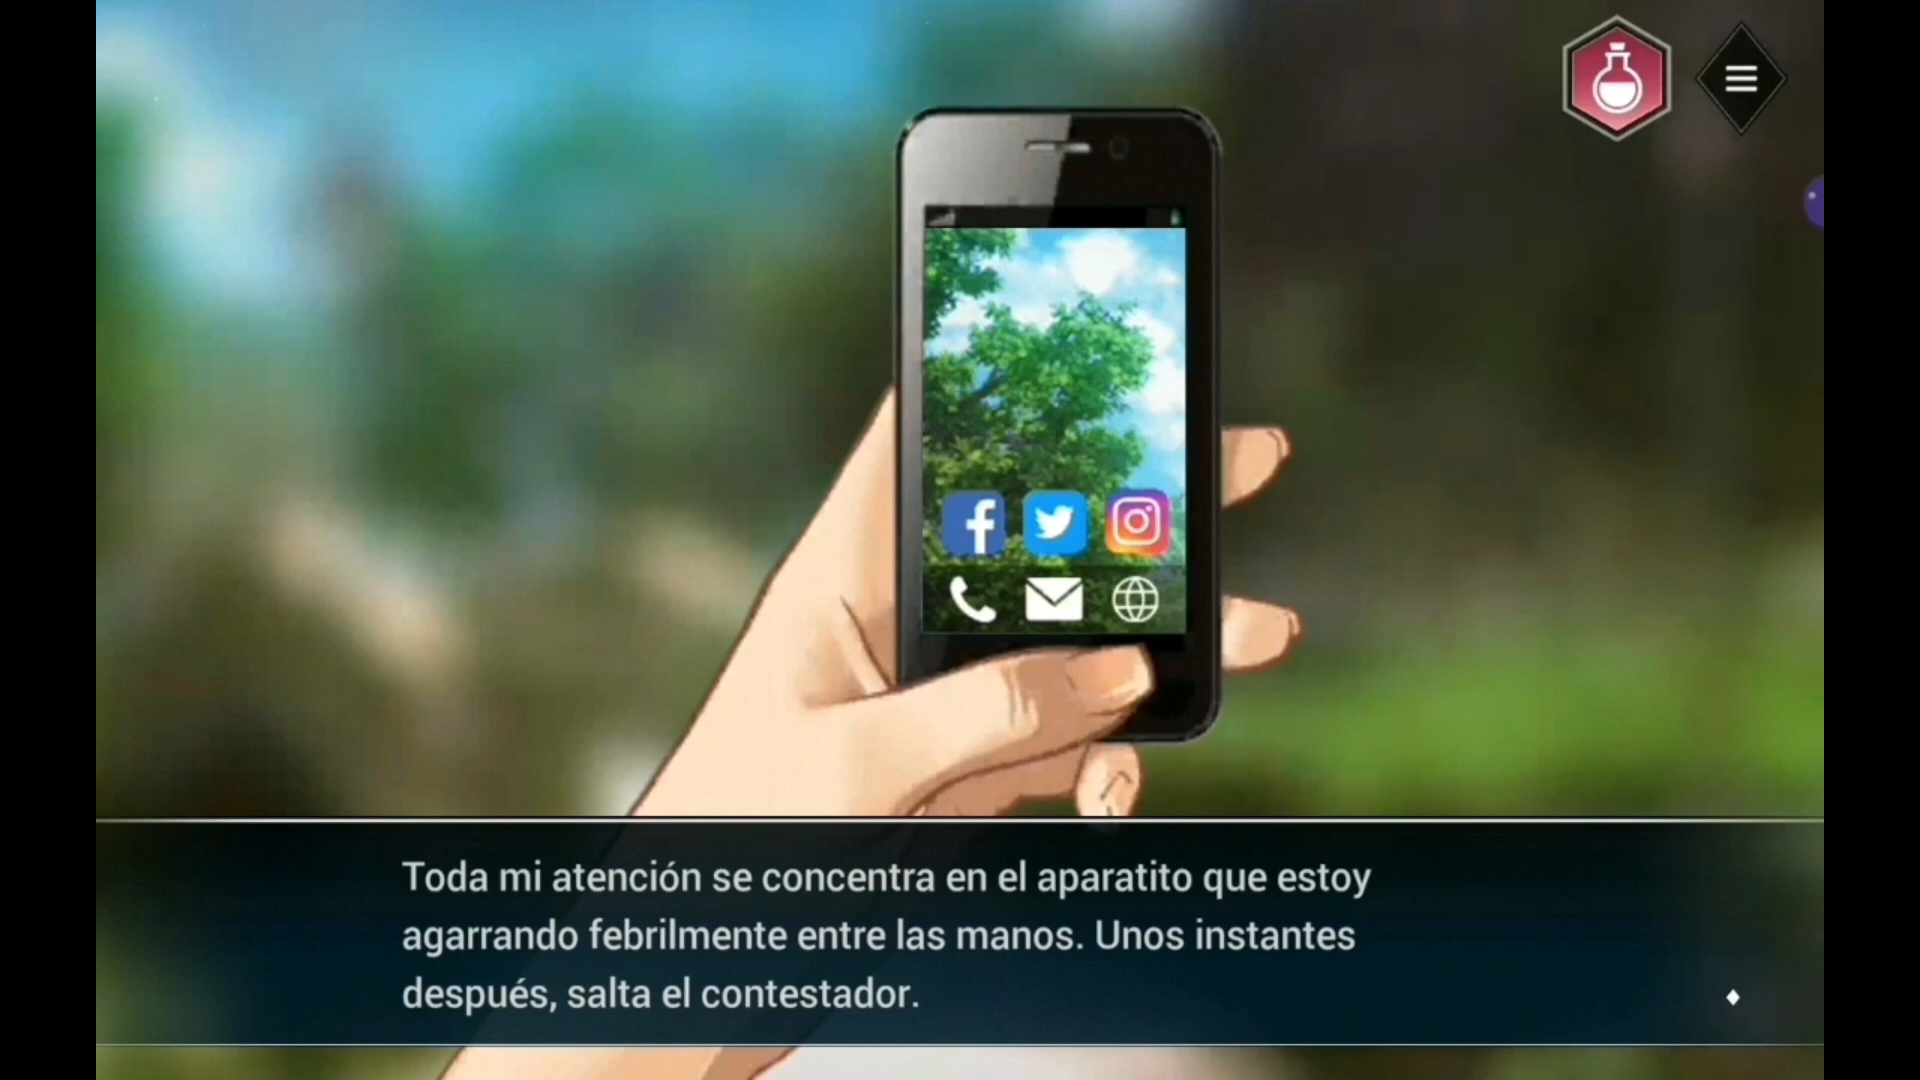 Toda mi atención se concentra en el aparatito que estoy
agarrando febrilmente entre las manos. Unos instantes
después, salta el contestador.